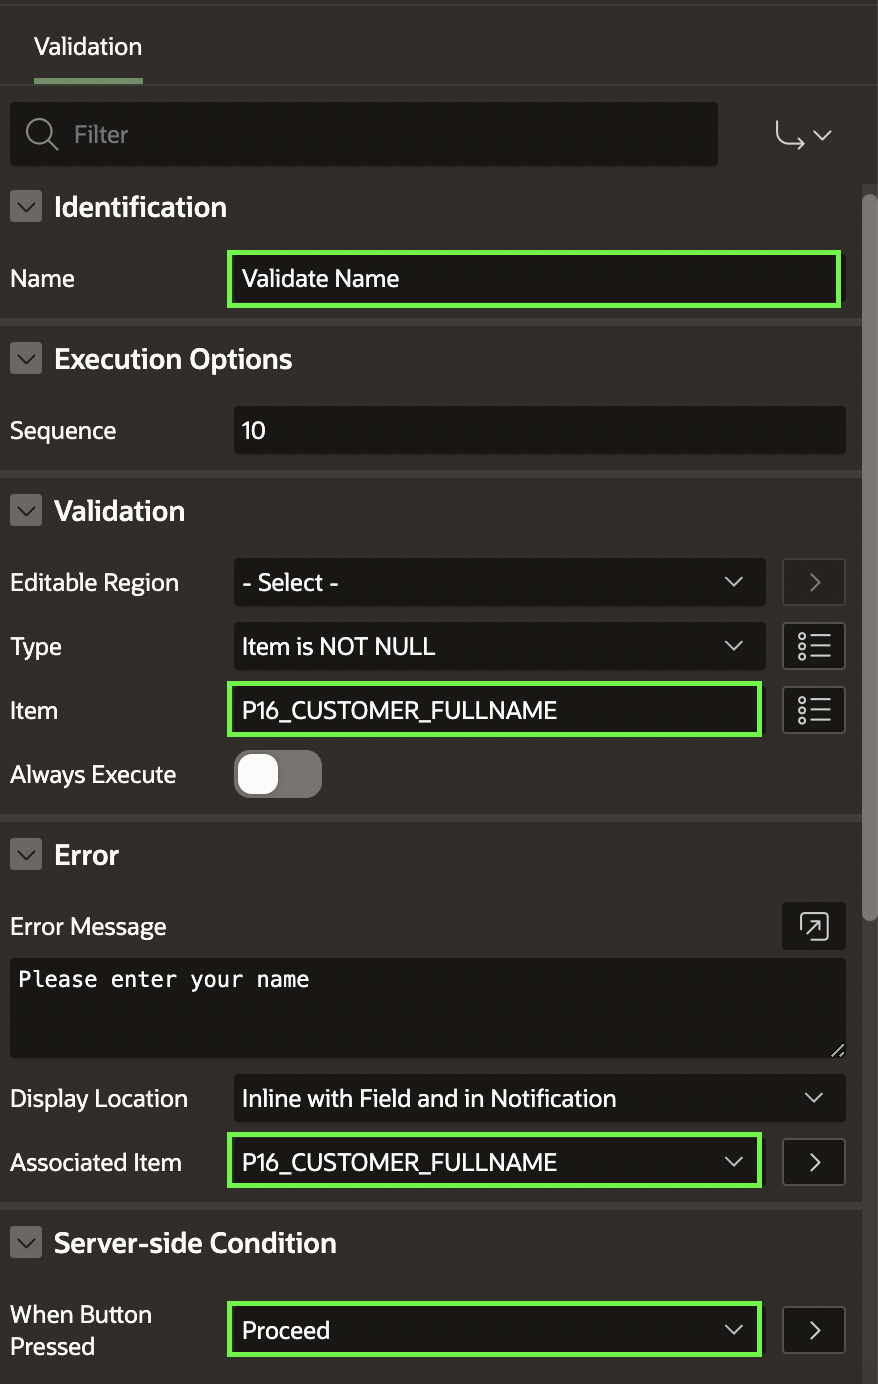 Validation
Filter
Identification
Name Validate Name
Execution Options
Sequence 10
Validation
Editable Region - Select -
Type Item is NOT NULL
Item P16_CUSTOMER_FULLNAME
Always Execute
Error
Error Message
Please enter your name
Display Location Inline with Field and in Notification
Associated Item P16_CUSTOMER_FULLNAME
Server-side Condition
When Button
Pressed Proceed